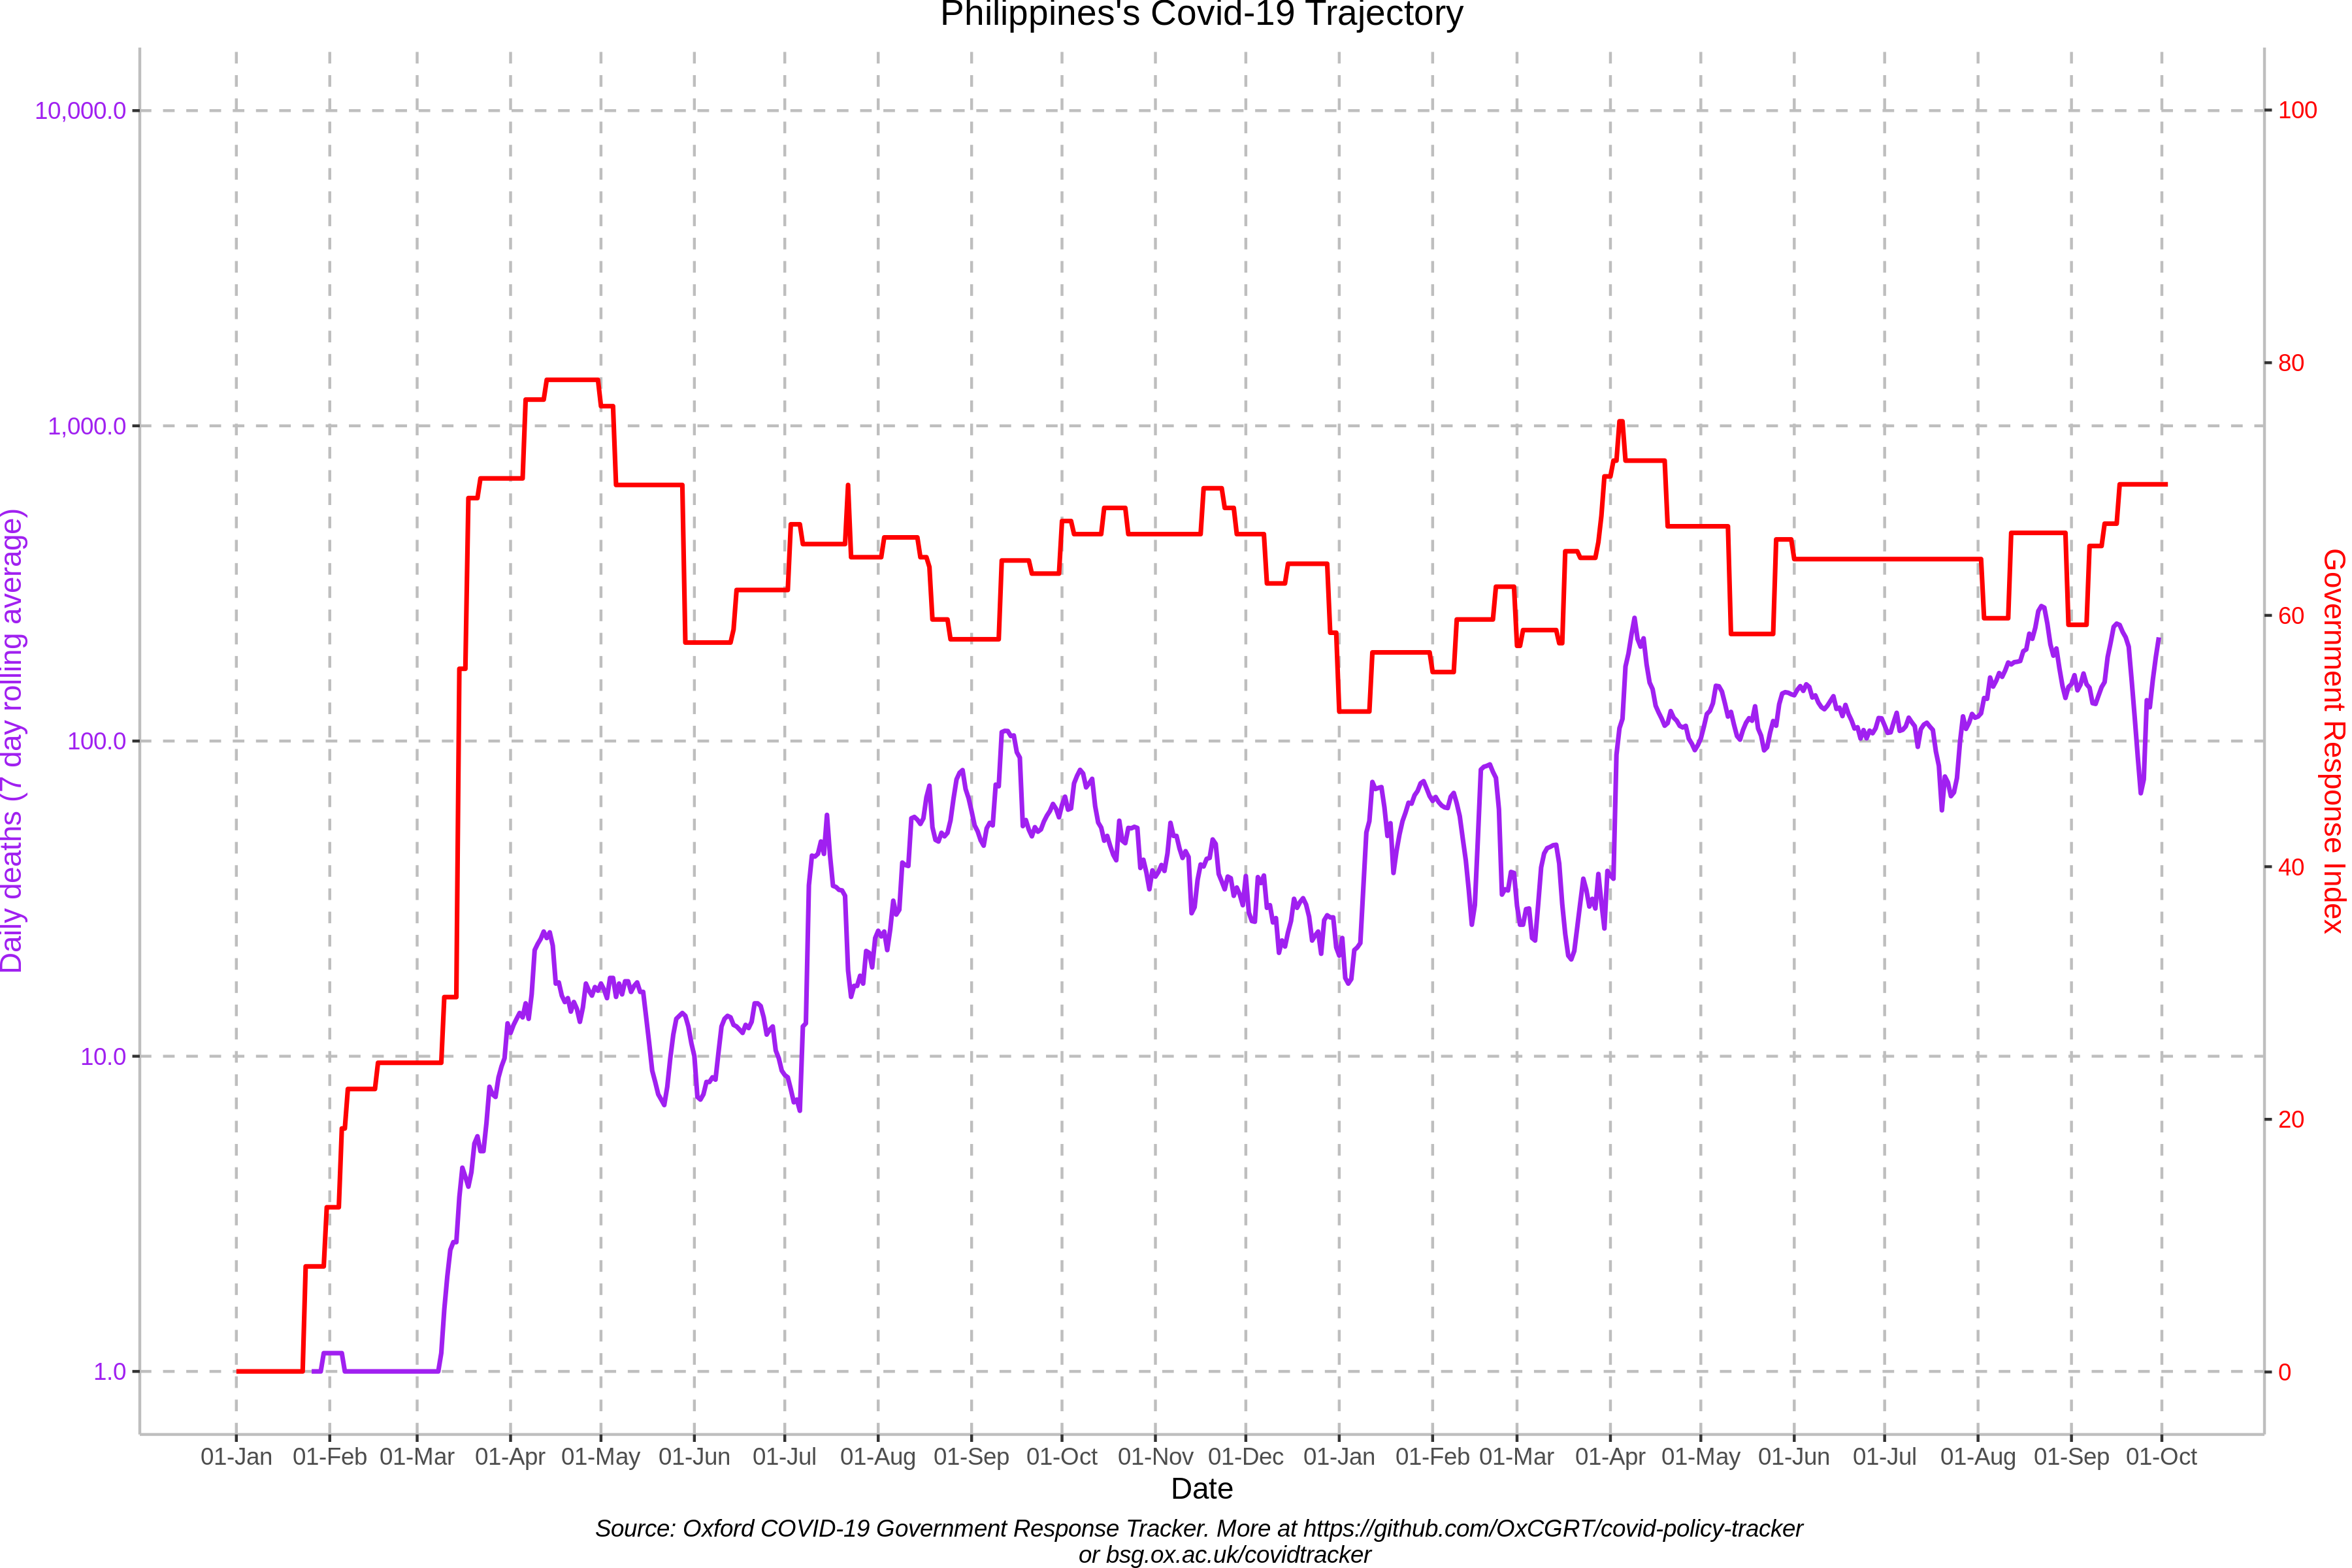 Philippines's Covid-19 Trajectory
10,000.0
1,000.0
100.0
10.0
1.0
Daily deaths (7 day rolling average)
100
80
60
40
20
0
Government Response Index
01-Jan 01-Feb 01-Mar 01-Apr 01-May 01-Jun 01-Jul 01-Aug 01-Sep 01-Oct 01-Nov 01-Dec 01-Jan 01-Feb 01-Mar 01-Apr 01-May 01-Jun 01-Jul 01-Aug 01-Sep 01-Oct
Date
Source: Oxford COVID-19 Government Response Tracker. More at https://github.com/OxCGRT/covid-policy-tracker
or bsg.ox.ac.uk/covidtracker